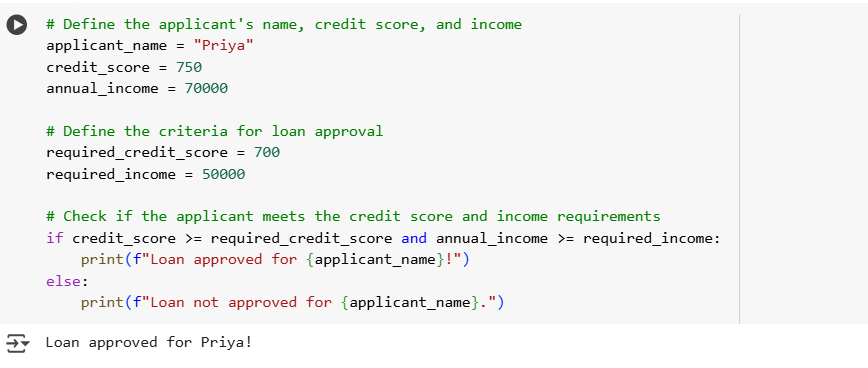 # Define the applicant's name, credit score, and income
applicant_name = "Priya"
credit_score = 750
annual_income = 70000
# Define the criteria for loan approval
required_credit_score = 700
required_income = 50000
# Check if the applicant meets the credit score and income requirements
if credit_score >= required_credit_score and annual_income >= required_income:
    print(f"Loan approved for {applicant_name}!")
else:
    print(f"Loan not approved for {applicant_name}.")
Loan approved for Priya!